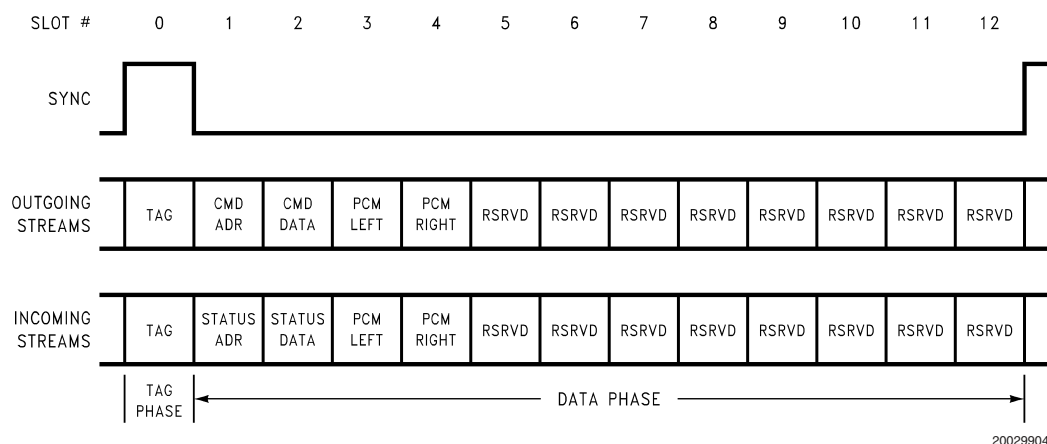 SLOT # 0 1 2 3 4 5 6 7 8 9 10 11 12
SYNC
OUTGOING STREAMS
TAG
CMD ADR
CMD DATA
PCM LEFT
PCM RIGHT
RSRVD RSRVD RSRVD RSRVD RSRVD RSRVD RSRVD RSRVD
INCOMING STREAMS
TAG
STATUS ADR
STATUS DATA
PCM LEFT
PCM RIGHT
RSRVD RSRVD RSRVD RSRVD RSRVD RSRVD RSRVD RSRVD
TAG PHASE
DATA PHASE
20029904